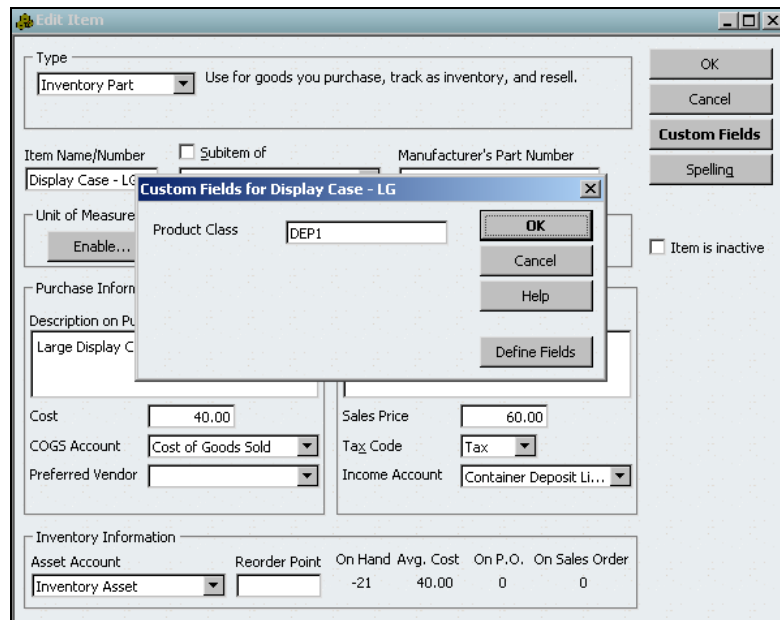 Edit Item
Type
Inventory Part Use for goods you purchase, track as inventory, and resell.
OK
Cancel
Custom Fields
Spelling
Item is inactive
Item Name/Number Subitem of Manufacturer's Part Number
Display Case - LG
Custom Fields for Display Case - LG
Product Class DEP1
OK
Cancel
Help
Define Fields
Unit of Measure
Enable...
Purchase Inform
Description on Pu
Large Display C
Cost 40.00 Sales Price 60.00
COGS Account Cost of Goods Sold Tax Code Tax
Preferred Vendor Income Account Container Deposit Li...
Inventory Information
Asset Account Reorder Point On Hand Avg. Cost On P.O. On Sales Order
Inventory Asset -21 40.00 0 0